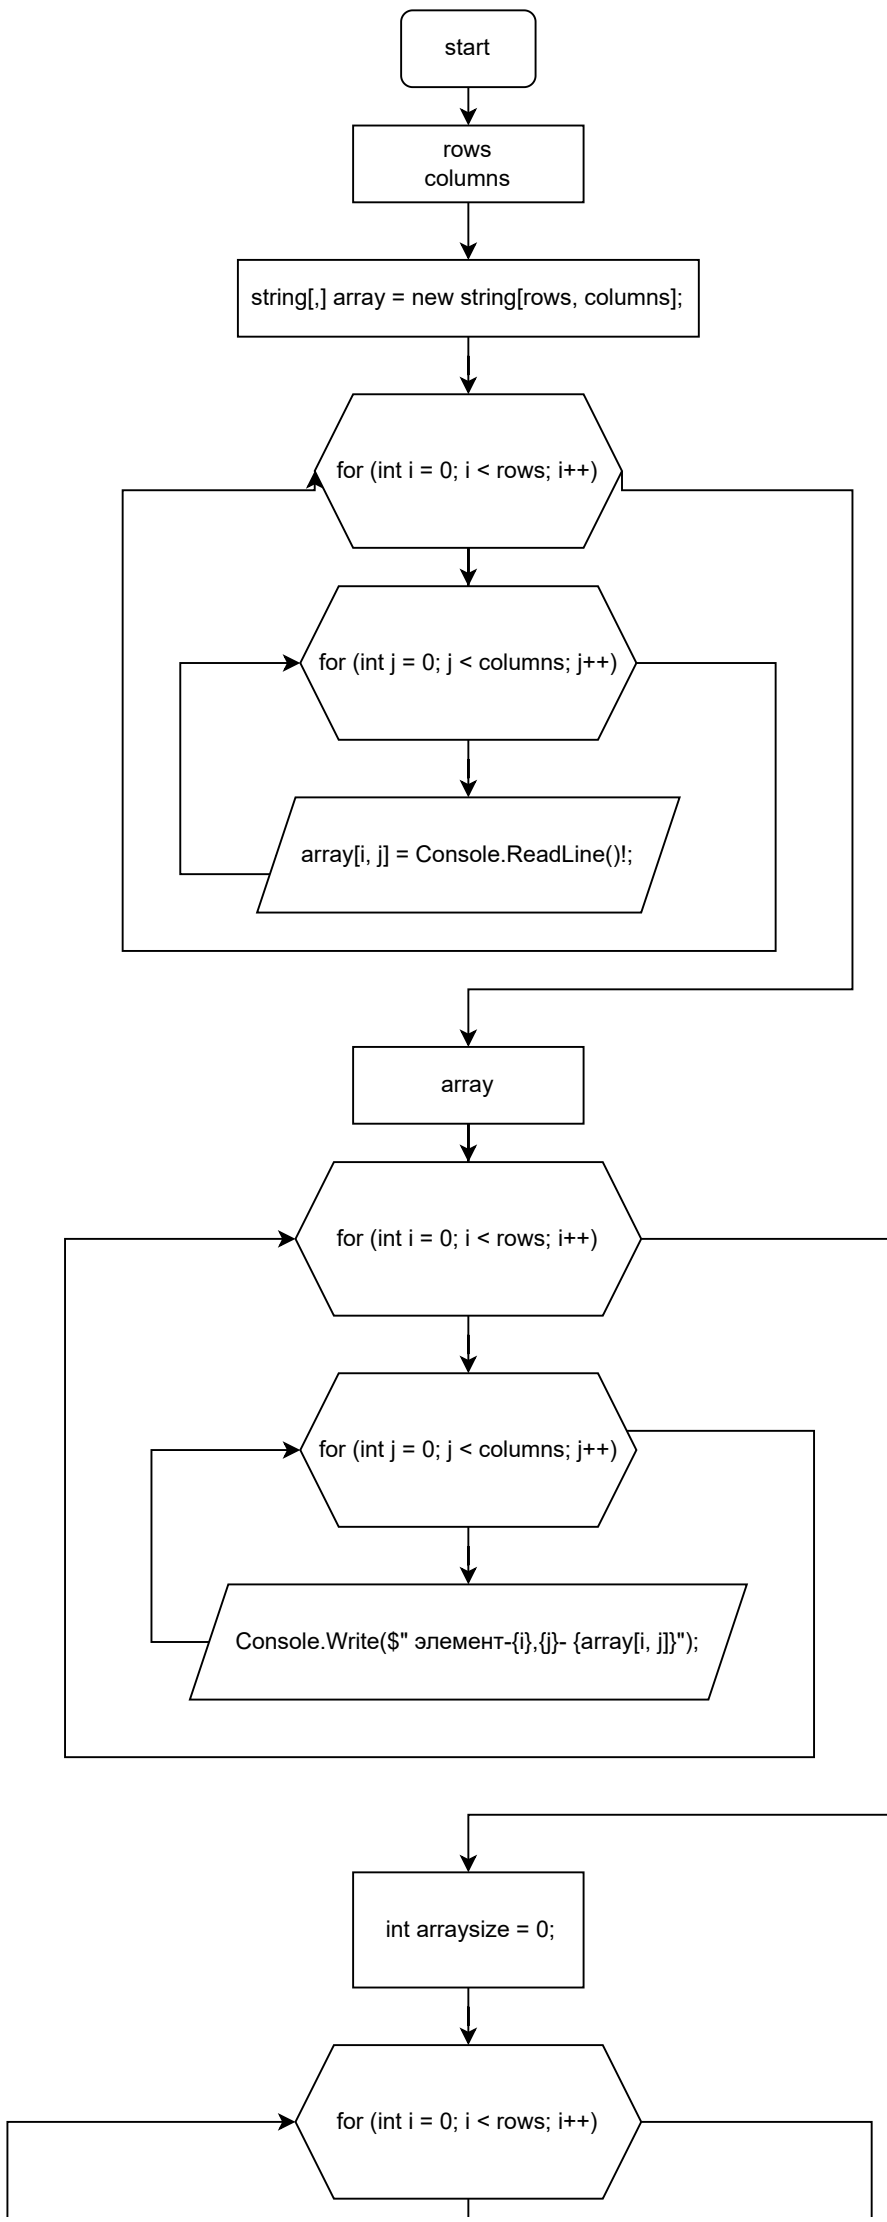 start
rows
columns
string[,] array = new string[rows, columns];
for (int i = 0; i < rows; i++)
for (int j = 0; j < columns; j++)
array[i, j] = Console.ReadLine()!;
array
for (int i = 0; i < rows; i++)
for (int j = 0; j < columns; j++)
Console.Write($" элемент-{i},{j}- {array[i, j]}");
int arraysize = 0;
for (int i = 0; i < rows; i++)